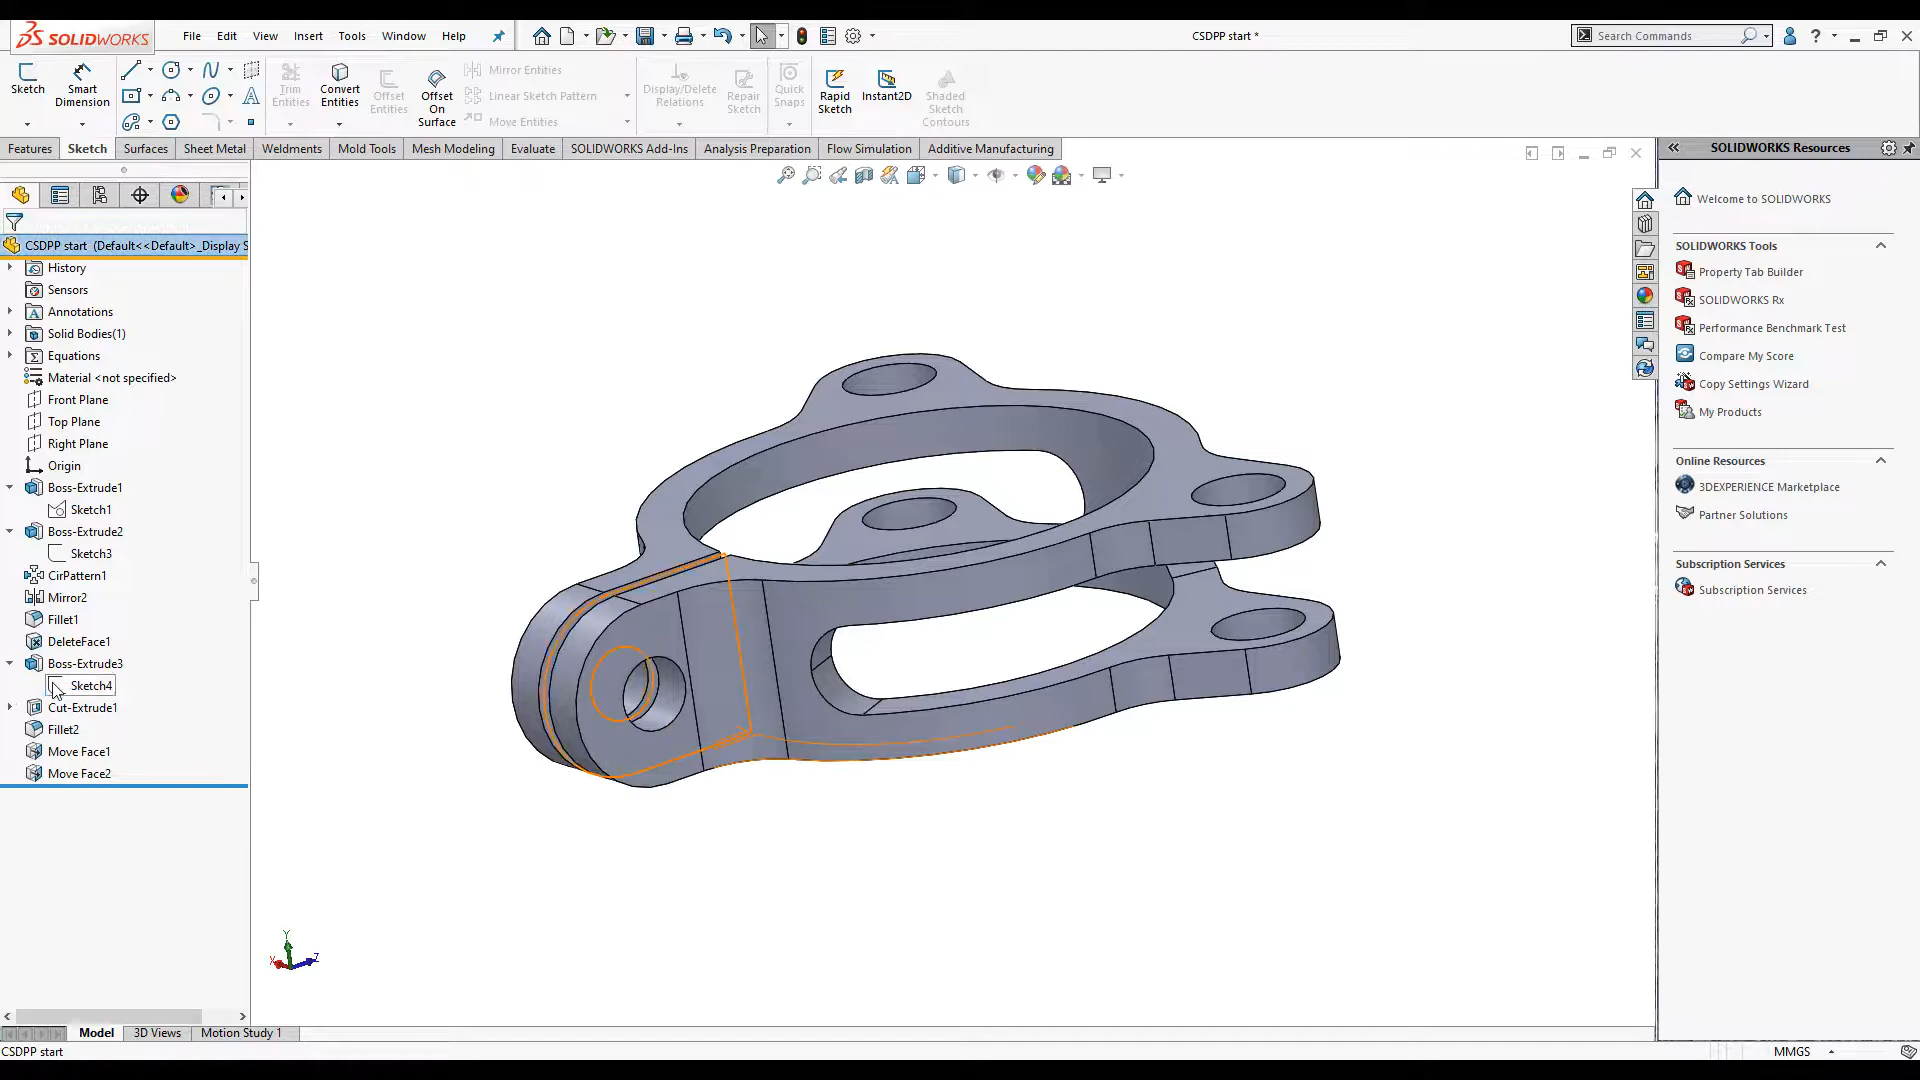 SOLIDWORKS
File Edit View Insert Tools Window Help
CSDPP start *
Search Commands
Sketch
Smart Dimension
Trim Entities
Convert Entities
Offset Entities
Offset On Surface
Mirror Entities
Linear Sketch Pattern
Move Entities
Display/Delete Relations
Repair Sketch
Quick Snaps
Rapid Sketch
Instant2D
Shaded Sketch Contours
Features Sketch Surfaces Sheet Metal Weldments Mold Tools Mesh Modeling Evaluate SOLIDWORKS Add-Ins Analysis Preparation Flow Simulation Additive Manufacturing
CSDPP start (Default<<Default>_Display S
History
Sensors
Annotations
Solid Bodies(1)
Equations
Material <not specified>
Front Plane
Top Plane
Right Plane
Origin
Boss-Extrude1
Sketch1
Boss-Extrude2
Sketch3
CirPattern1
Mirror2
Fillet1
DeleteFace1
Boss-Extrude3
Sketch4
Cut-Extrude1
Fillet2
Move Face1
Move Face2
Y
X
Z
SOLIDWORKS Resources
Welcome to SOLIDWORKS
SOLIDWORKS Tools
Property Tab Builder
SOLIDWORKS Rx
Performance Benchmark Test
Compare My Score
Copy Settings Wizard
My Products
Online Resources
3DEXPERIENCE Marketplace
Partner Solutions
Subscription Services
Subscription Services
Model 3D Views Motion Study 1
CSDPP start
MMGS